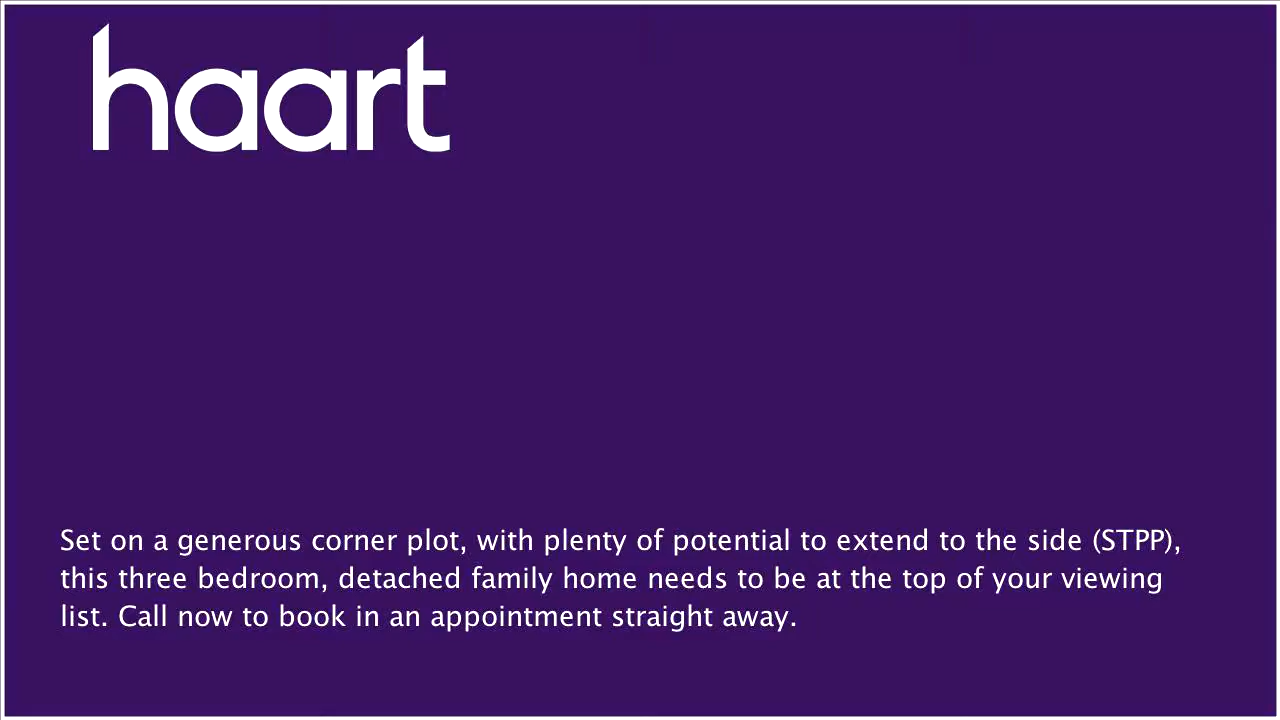 haart
Set on a generous corner plot, with plenty of potential to extend to the side (STPP),
this three bedroom, detached family home needs to be at the top of your viewing
list. Call now to book in an appointment straight away.